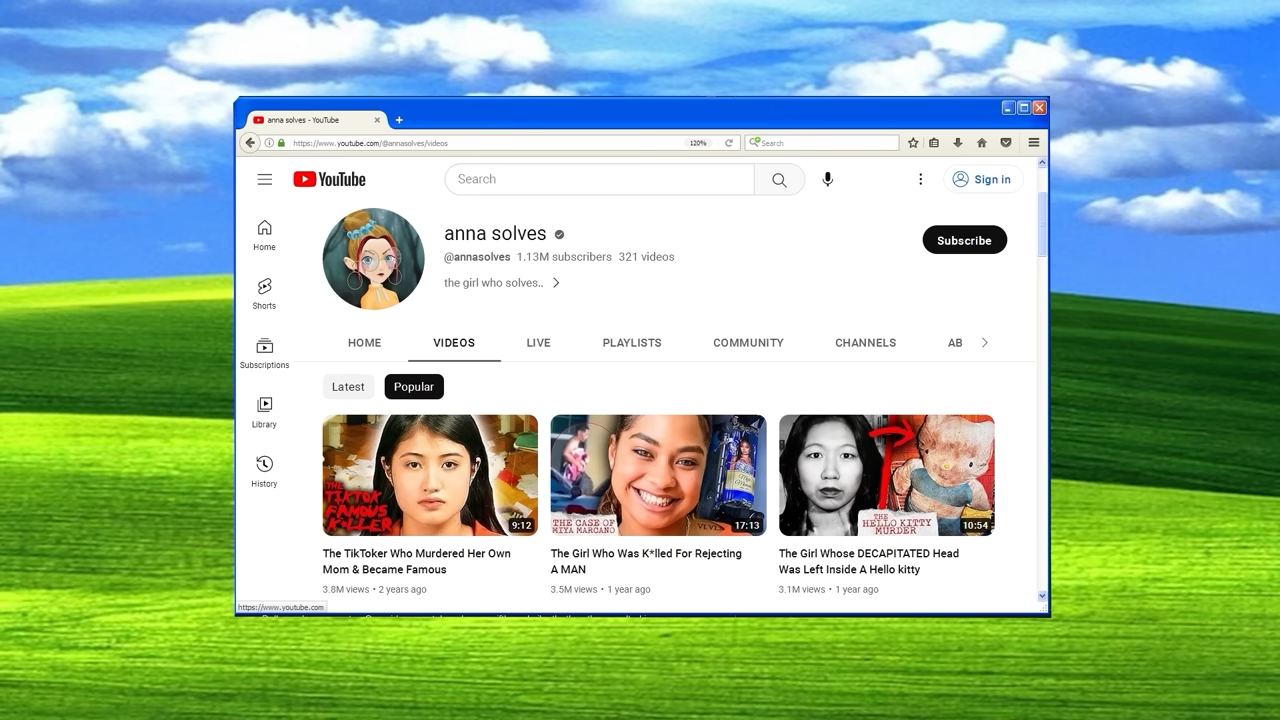 anna solves - YouTube
https://www.youtube.com/@annasolves/videos
120%
Search
YouTube
Search
Sign in
Home
Shorts
Subscriptions
Library
History
anna solves
@annasolves 1.13M subscribers 321 videos
the girl who solves..
Subscribe
HOME VIDEOS LIVE PLAYLISTS COMMUNITY CHANNELS AB
Latest Popular
THE
TIKTOK
FAMOUS
K*LLER
9:12
THE CASE OF
MIYA MARCANO
17:13
THE
HELLO KITTY
MURDER
10:54
The TikToker Who Murdered Her Own
Mom & Became Famous
3.8M views • 2 years ago
The Girl Who Was K*lled For Rejecting
A MAN
3.5M views • 1 year ago
The Girl Whose DECAPITATED Head
Was Left Inside A Hello kitty
3.1M views • 1 year ago
https://www.youtube.com